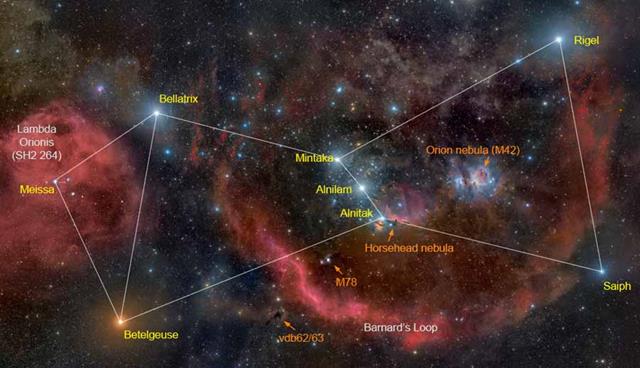 Rigel
Bellatrix
Lambda
Orionis
(SH2 264)
Mintaka
Orion nebula (M42)
Meissa
Alnilam
Alnitak
Horsehead nebula
M78
Saiph
Betelgeuse
Barnard's Loop
vdb62/63